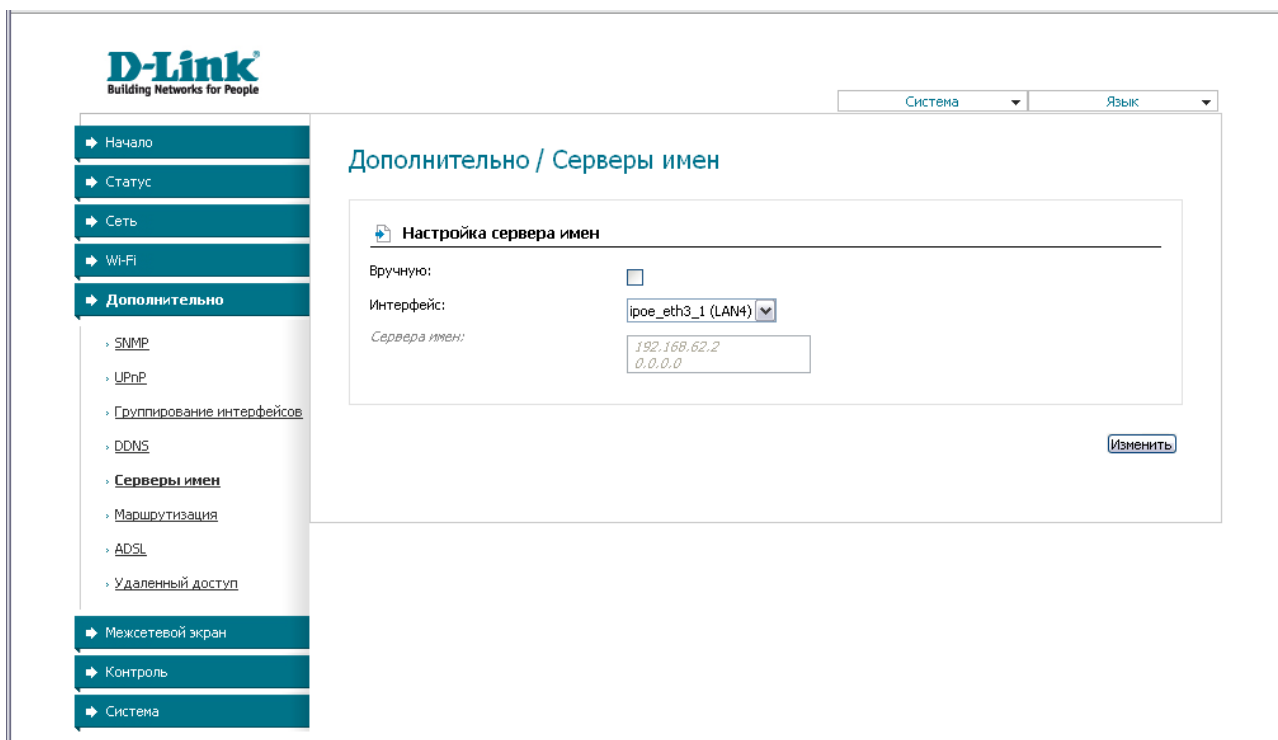 D-Link
Building Networks for People
Система
Язык
Начало
Статус
Сеть
Wi-Fi
Дополнительно
SNMP
UPnP
Группирование интерфейсов
DDNS
Серверы имен
Маршрутизация
ADSL
Удаленный доступ
Межсетевой экран
Контроль
Система
Дополнительно / Серверы имен
Настройка сервера имен
Вручную:
Интерфейс:
ipoe_eth3_1 (LAN4)
Сервера имен:
192.168.62.2
0.0.0.0
Изменить